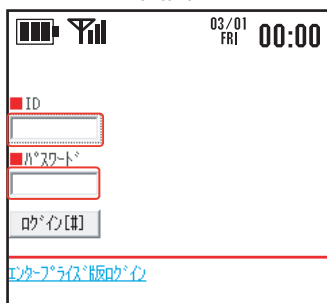 03/01
FRI 00:00
■ID
■ﾊﾟｽﾜｰﾄﾞ
ﾛｸﾞｲﾝ[#]
ｴﾝﾀｰﾌﾟﾗｲｽﾞ版ﾛｸﾞｲﾝ